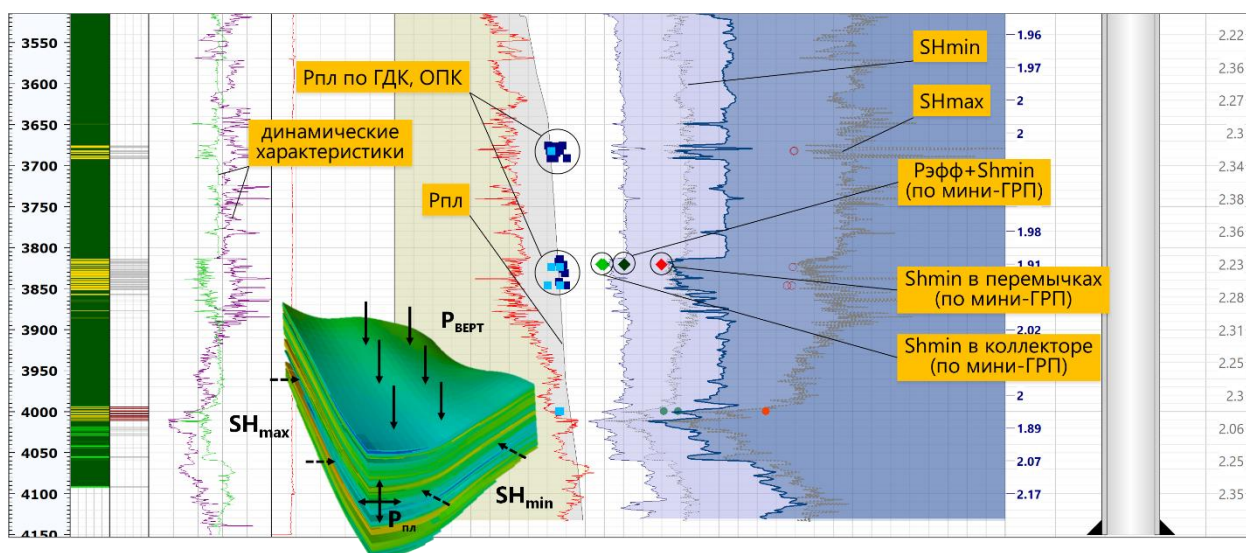 3550
3600
3650
3700
3750
3800
3850
3900
3950
4000
4050
4100
4150
динамические
характеристики
Рпл по ГДК, ОПК
Рпл
SHmin
SHmax
Рэфф+Shmin
(по мини-ГРП)
Shmin в перемычках
(по мини-ГРП)
Shmin в коллекторе
(по мини-ГРП)
РВЕРТ
SHmax
SHmin
Рпл
1.96
1.97
2
2
1.98
1.91
2.02
2
1.89
2.07
2.17
2.22
2.36
2.27
2.3
2.34
2.38
2.36
2.23
2.28
2.31
2.25
2.3
2.06
2.25
2.35